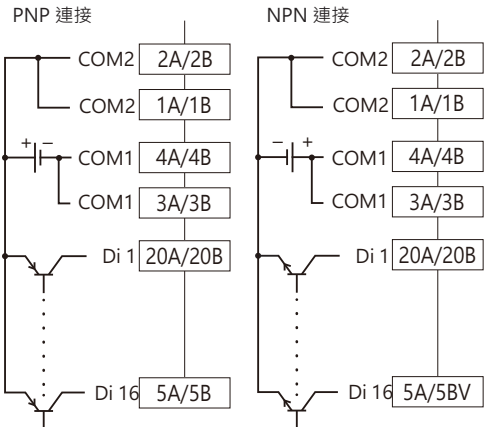 PNP 連接
NPN 連接
COM2 2A/2B
COM2 1A/1B
+ −
COM1 4A/4B
COM1 3A/3B
Di 1 20A/20B
Di 16 5A/5B
COM2 2A/2B
COM2 1A/1B
− +
COM1 4A/4B
COM1 3A/3B
Di 1 20A/20B
Di 16 5A/5BV